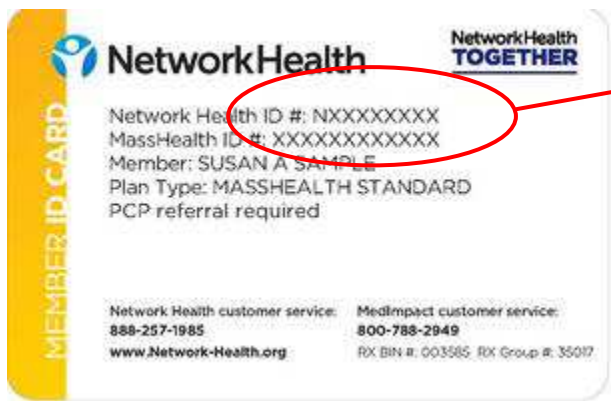 NetworkHealth
NetworkHealth
TOGETHER
MEMBER ID CARD
Network Health ID #: NXXXXXXXX
MassHealth ID #: XXXXXXXXXXXX
Member: SUSAN A SAMPLE
Plan Type: MASSHEALTH STANDARD
PCP referral required
Network Health customer service:
888-257-1985
www.Network-Health.org
MedImpact customer service:
800-788-2949
RX BIN #: 003585 RX Group #: 35017